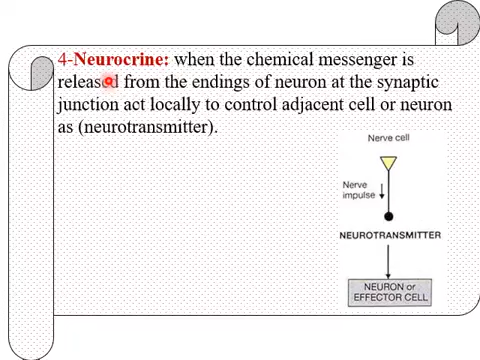 4-Neurocrine: when the chemical messenger is
released from the endings of neuron at the synaptic
junction act locally to control adjacent cell or neuron
as (neurotransmitter).
Nerve cell
Nerve
impulse
NEUROTRANSMITTER
NEURON or
EFFECTOR CELL